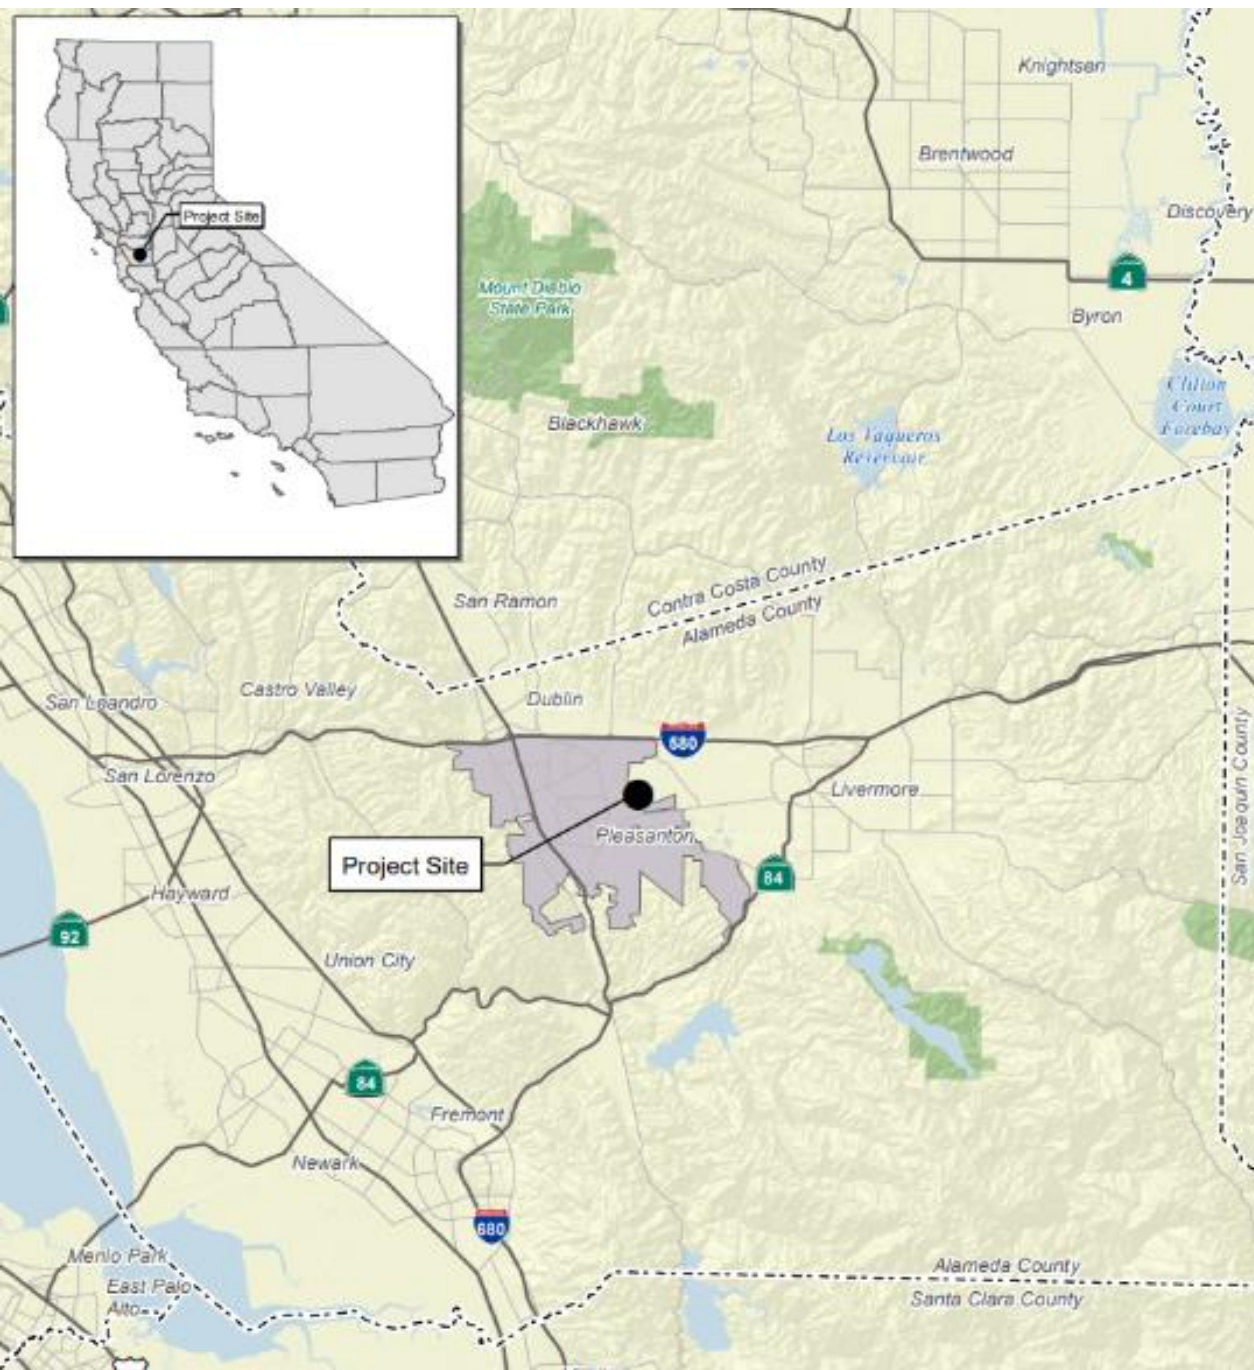 Knightsen
Brentwood
Project Site
Discovery
4
Mount Diablo
State Park
Byron
Clifton
Court
Forebay
Blackhawk
Los Vaqueros
Reservoir
Contra Costa County
Alameda County
San Ramon
San Leandro
Castro Valley
Dublin
680
San Joaquin County
San Lorenzo
Livermore
Pleasanton
Project Site
84
Hayward
92
Union City
84
Fremont
Newark
680
Menlo Park
East Palo
Alto
Alameda County
Santa Clara County